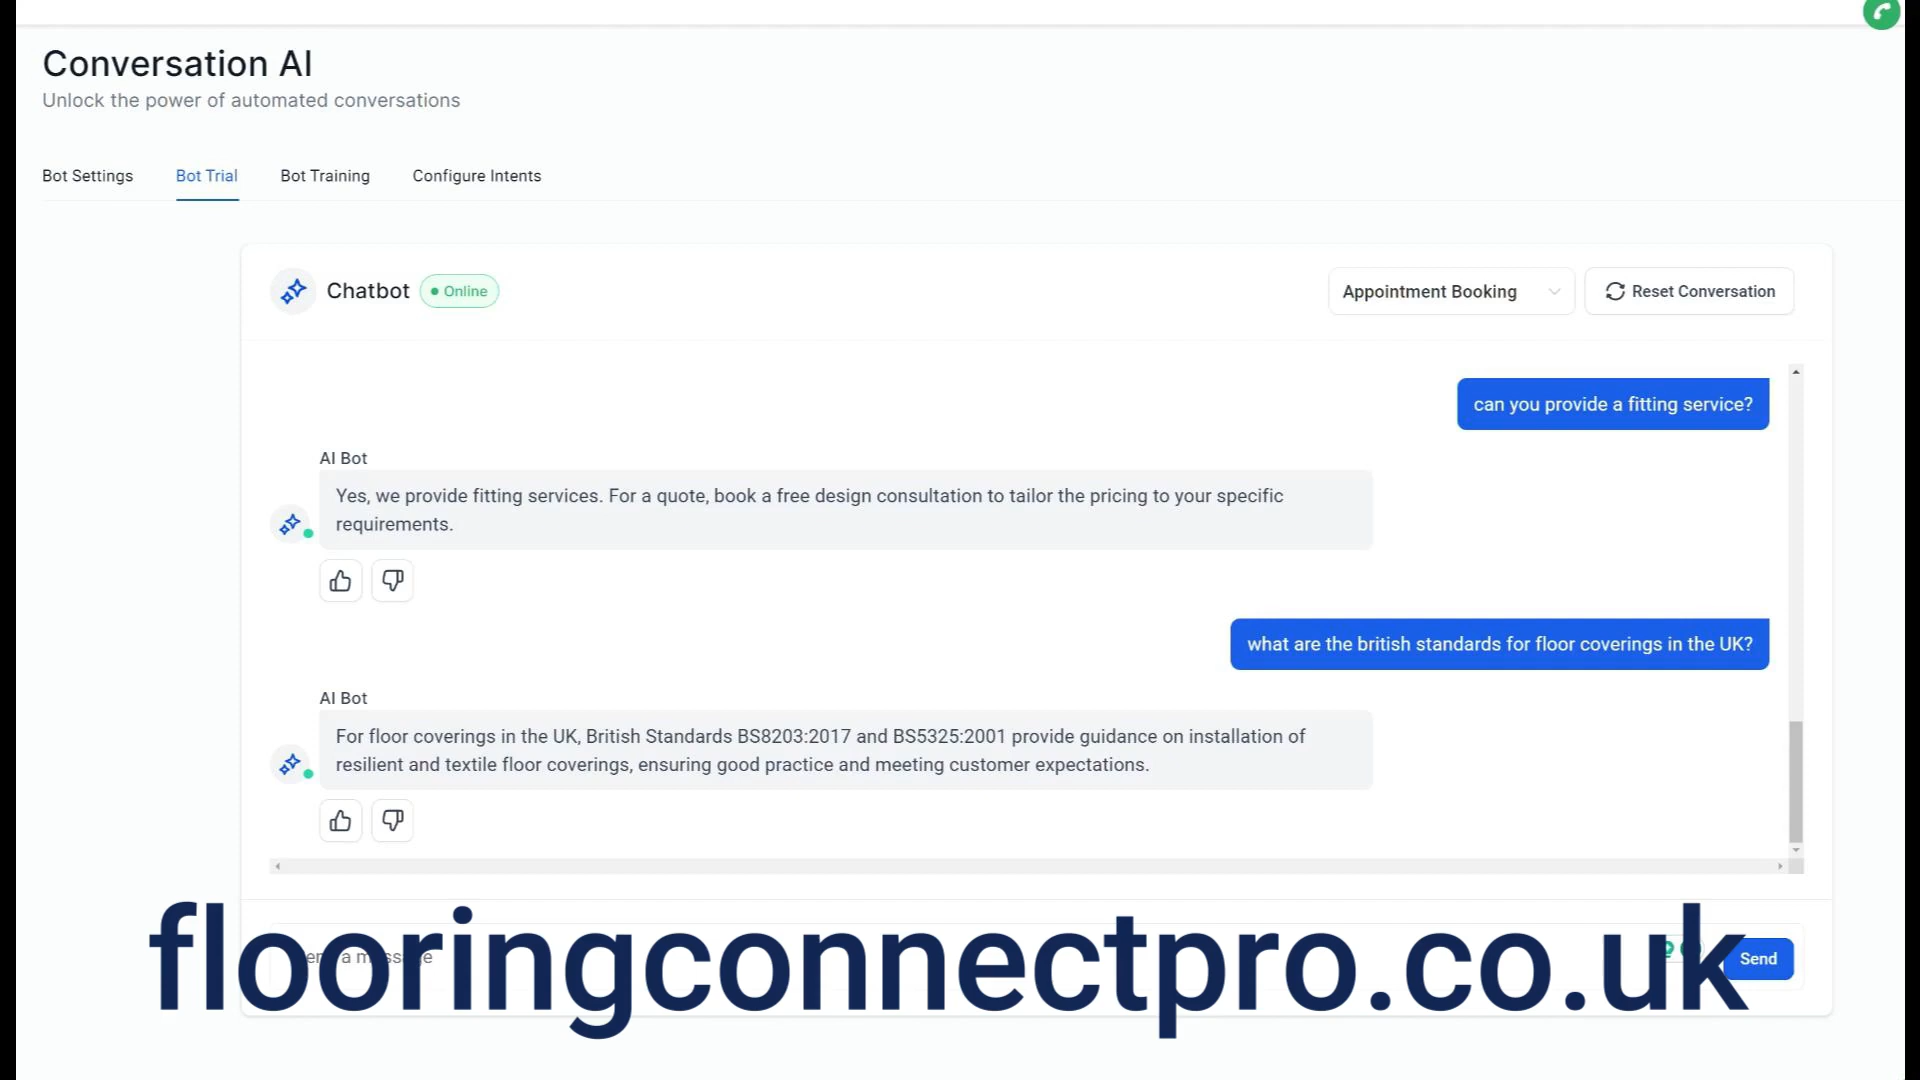 Conversation AI
Unlock the power of automated conversations
Bot Settings Bot Trial Bot Training Configure Intents
Chatbot Online Appointment Booking Reset Conversation
can you provide a fitting service?
AI Bot
Yes, we provide fitting services. For a quote, book a free design consultation to tailor the pricing to your specific
requirements.
what are the british standards for floor coverings in the UK?
AI Bot
For floor coverings in the UK, British Standards BS8203:2017 and BS5325:2001 provide guidance on installation of
resilient and textile floor coverings, ensuring good practice and meeting customer expectations.
Send
flooringconnectpro.co.uk